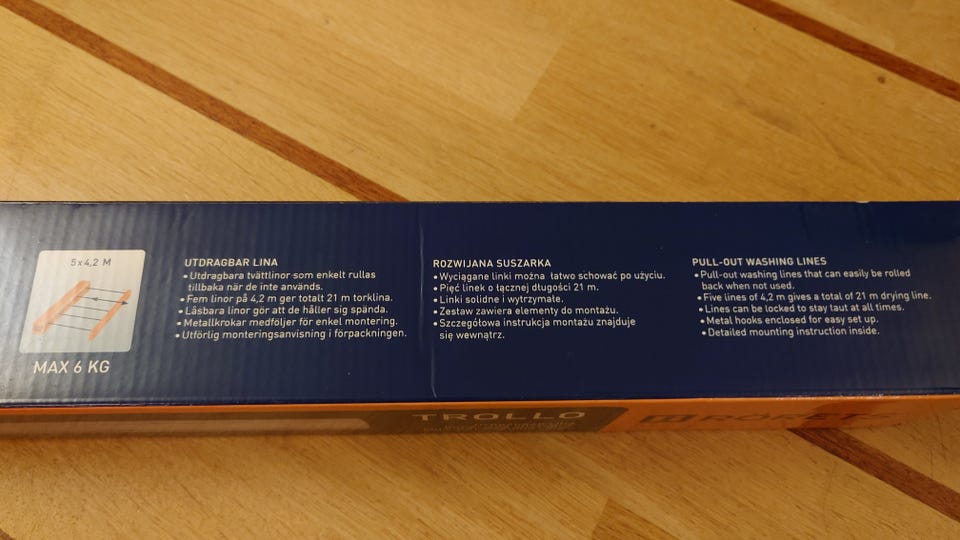 5x4,2 M
MAX 6 KG
UTDRAGBAR LINA
• Utdragbara tvättlinor som enkelt rullas
tillbaka när de inte används.
• Fem linor på 4,2 m ger totalt 21 m torklina.
• Låsbara linor gör att de håller sig spända.
• Metallkrokar medföljer för enkel montering.
• Utförlig monteringsanvisning i förpackningen.
ROZWIJANA SUSZARKA
• Wyciągane linki można łatwo schować po użyciu.
• Pięć linek o łącznej długości 21 m.
• Linki solidne i wytrzymałe.
• Zestaw zawiera elementy do montażu.
• Szczegółowa instrukcja montażu znajduje
się wewnątrz.
PULL-OUT WASHING LINES
• Pull-out washing lines that can easily be rolled
back when not used.
• Five lines of 4,2 m gives a total of 21 m drying line.
• Lines can be locked to stay taut at all times.
• Metal hooks enclosed for easy set up.
• Detailed mounting instruction inside.
TROLLO